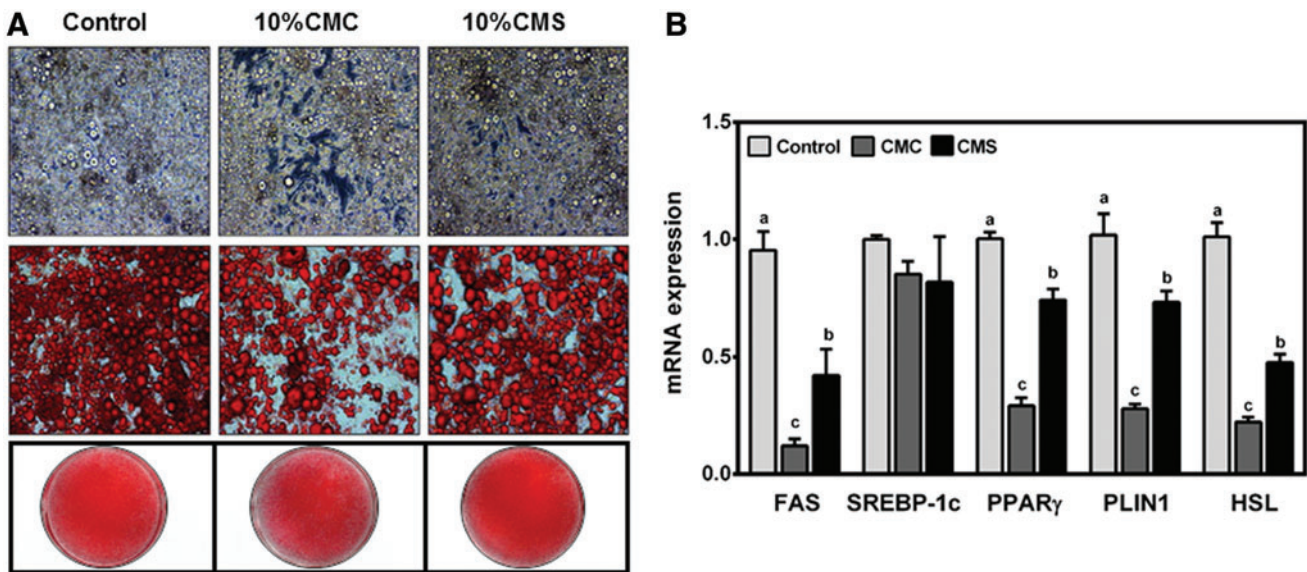 A
Control 10%CMC 10%CMS
B
mRNA expression
1.5
1.0
0.5
0.0
Control CMC CMS
a c b
a c b
a c b
a c b
FAS SREBP-1c PPARγ PLIN1 HSL